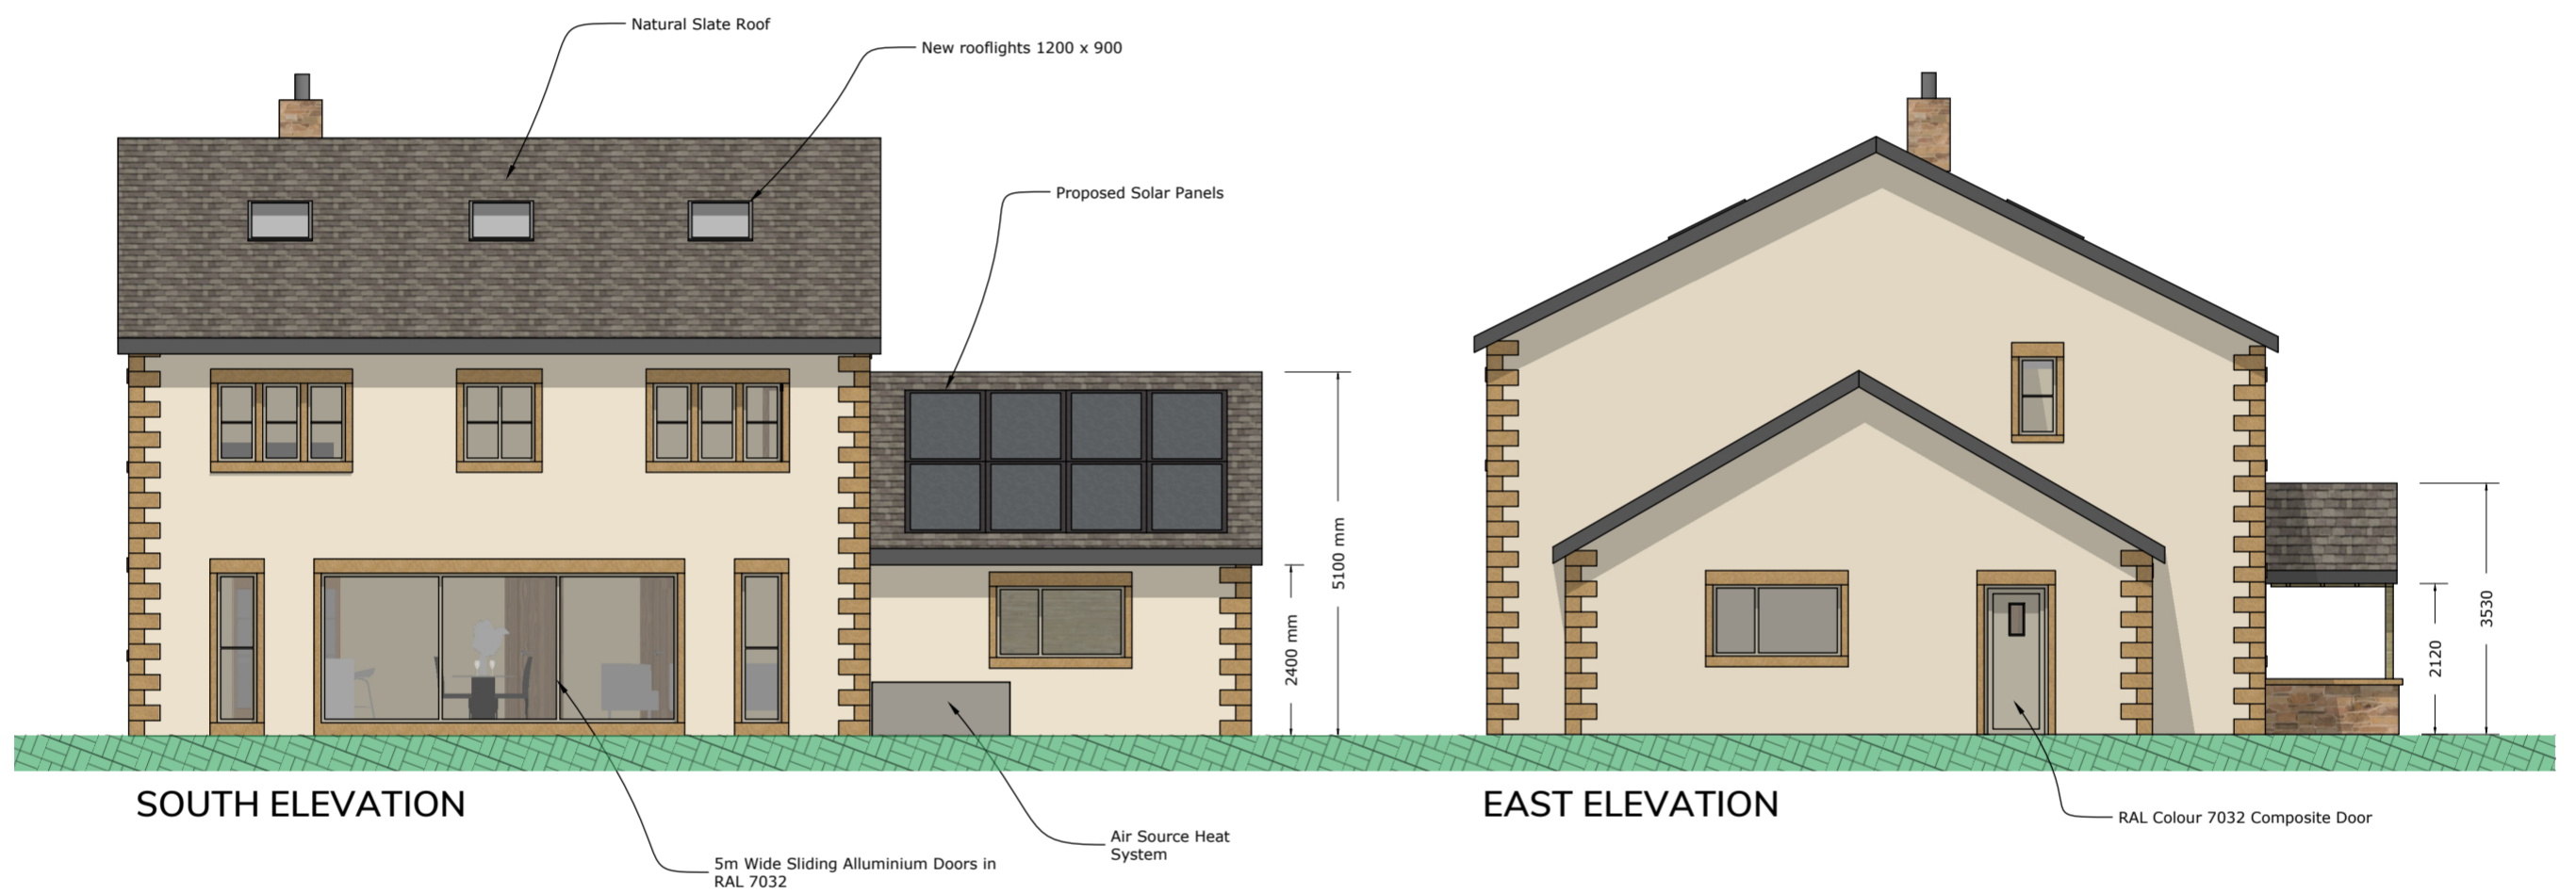 Natural Slate Roof
New rooflights 1200 x 900
Proposed Solar Panels
5100 mm
2400 mm
3530
2120
SOUTH ELEVATION
EAST ELEVATION
RAL Colour 7032 Composite Door
Air Source Heat
System
5m Wide Sliding Alluminium Doors in
RAL 7032